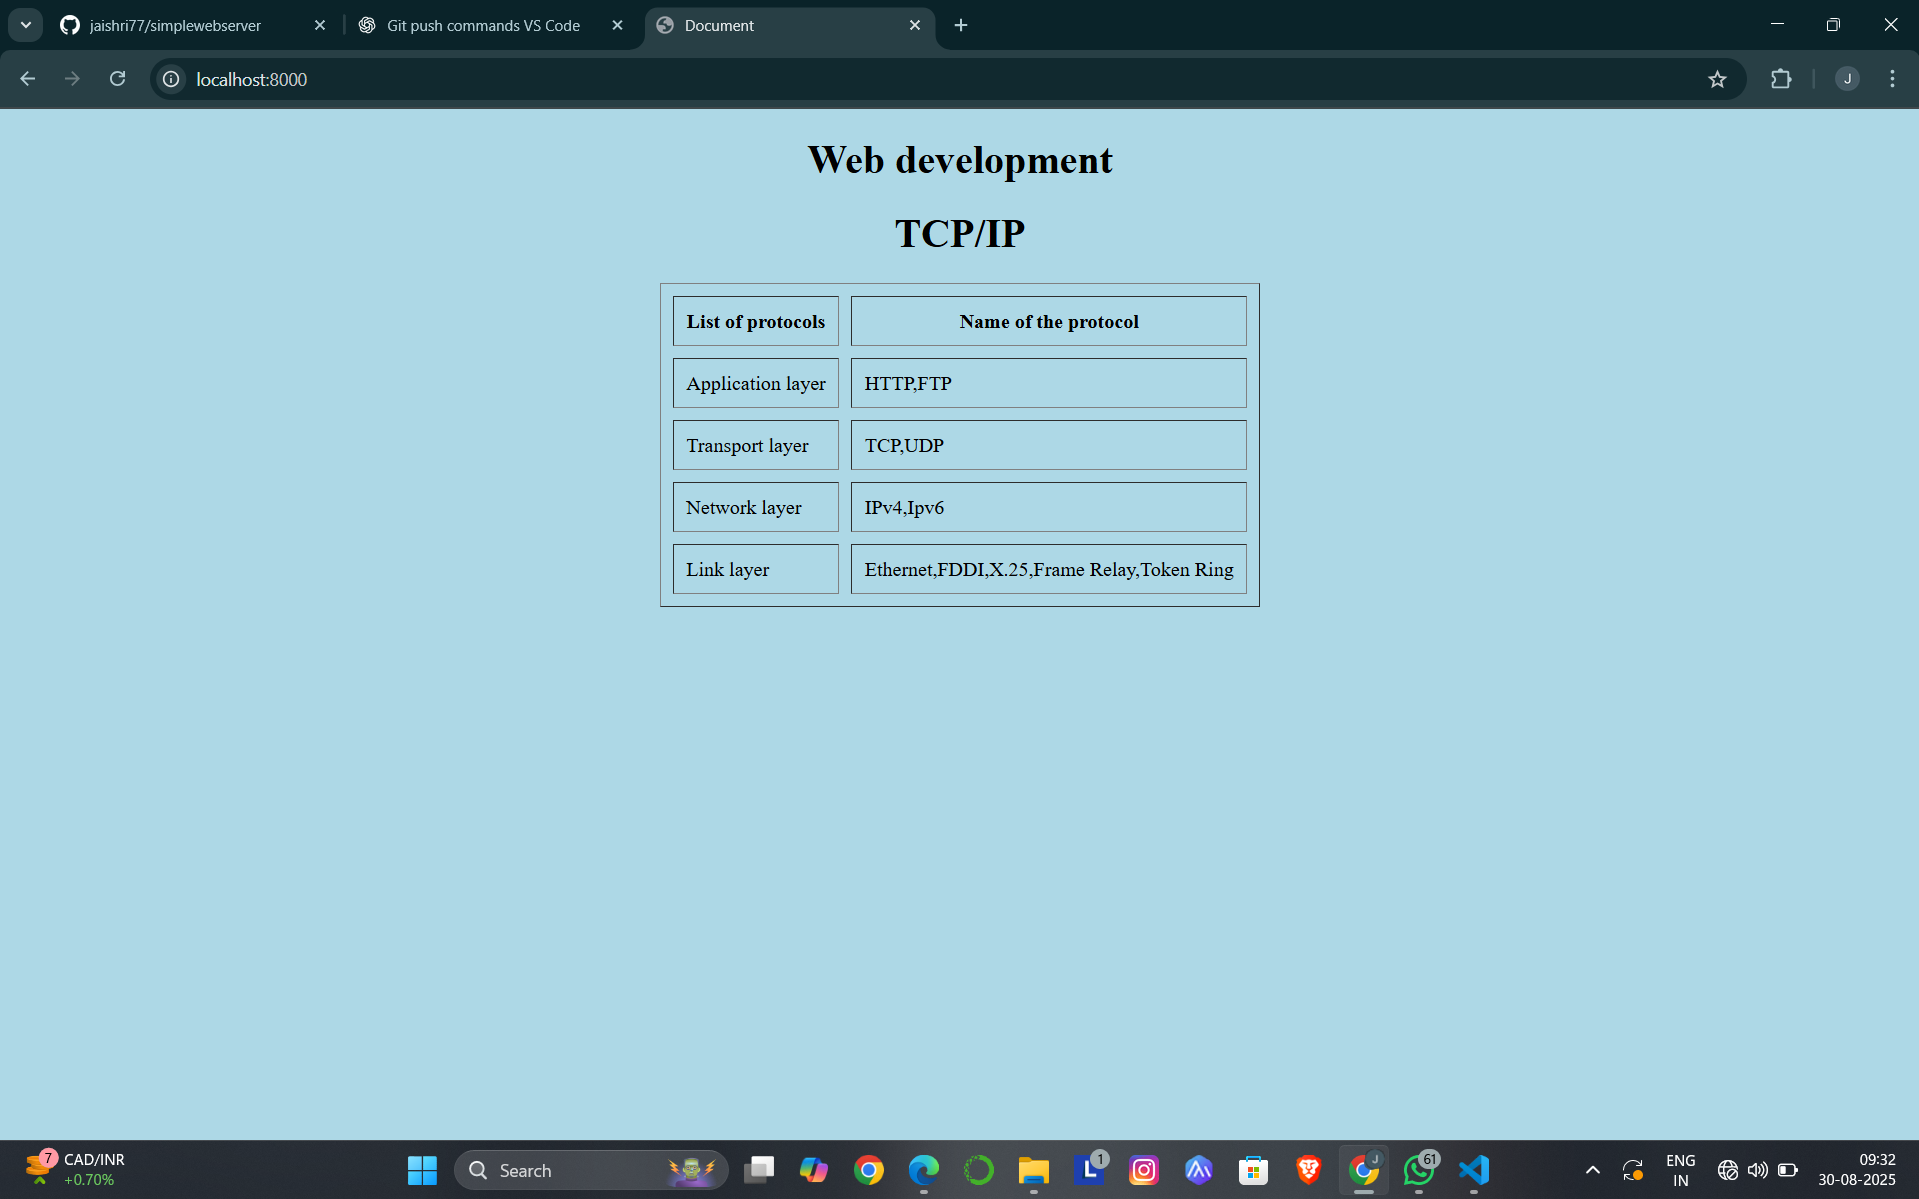 jaishri77/simplewebserver
Git push commands VS Code
Document
localhost:8000
J
Web development
TCP/IP
List of protocols Name of the protocol
Application layer HTTP,FTP
Transport layer TCP,UDP
Network layer IPv4,Ipv6
Link layer Ethernet,FDDI,X.25,Frame Relay,Token Ring
7
CAD/INR
+0.70%
Search
L
1
J
61
ENG
IN
09:32
30-08-2025